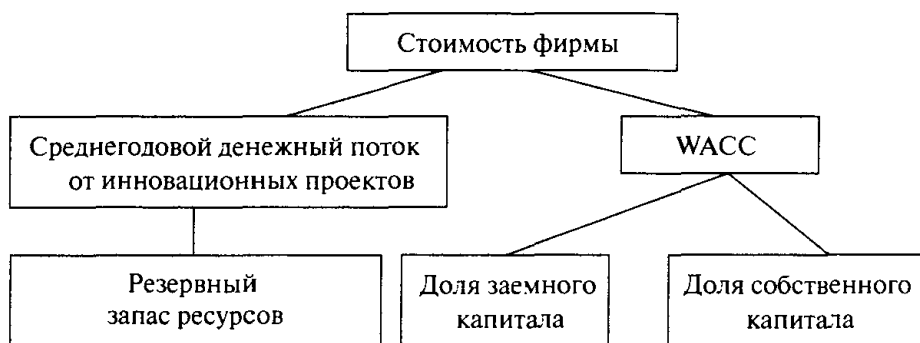 Стоимость фирмы
Среднегодовой денежный поток
от инновационных проектов
WACC
Резервный
запас ресурсов
Доля заемного
капитала
Доля собственного
капитала